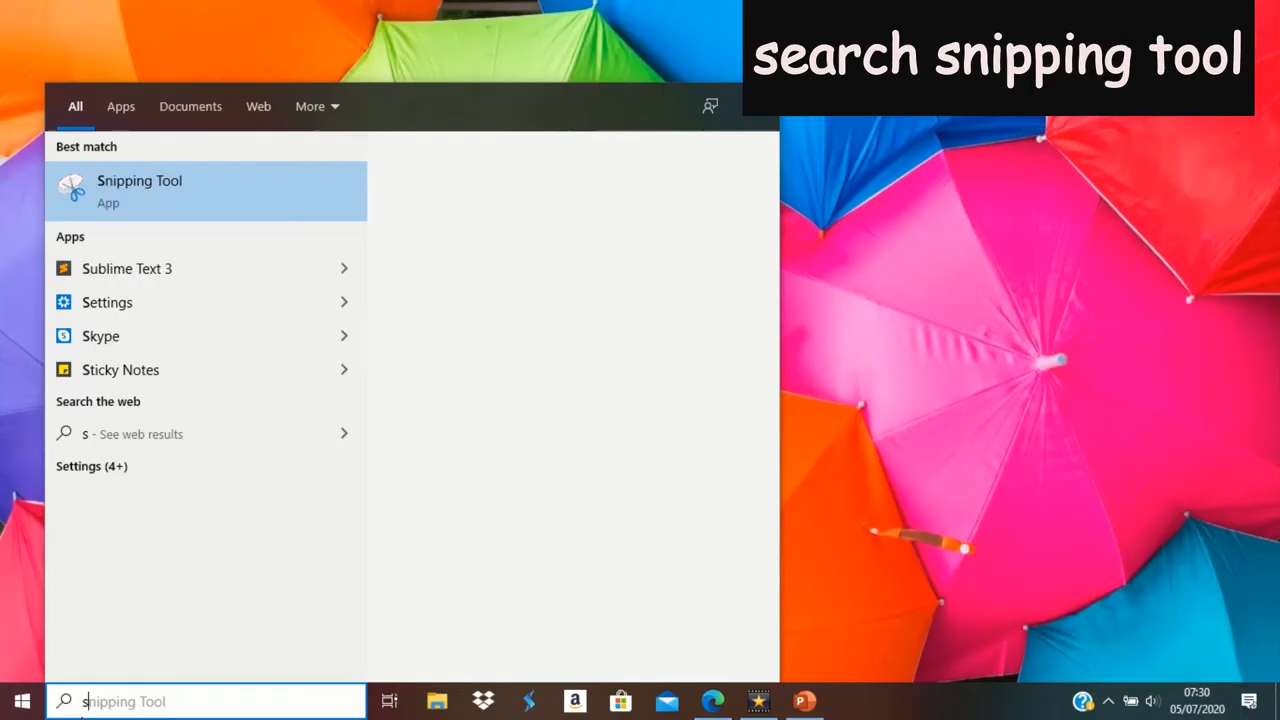 search snipping tool
All Apps Documents Web More
Best match
Snipping Tool
App
Apps
Sublime Text 3
Settings
Skype
Sticky Notes
Search the web
s - See web results
Settings (4+)
snipping Tool
a
07:30
05/07/2020